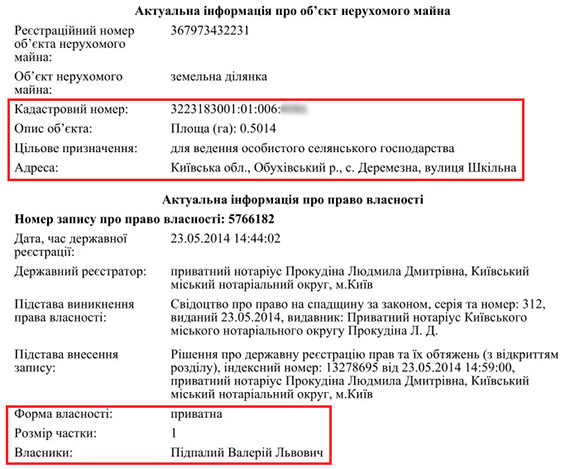 Актуальна інформація про об’єкт нерухомого майна
Реєстраційний номер 367973432231
об’єкта нерухомого
майна:
Об’єкт нерухомого земельна ділянка
майна:
Кадастровий номер: 3223183001:01:006:
Опис об’єкта: Площа (га): 0.5014
Цільове призначення: для ведення особистого селянського господарства
Адреса: Київська обл., Обухівський р., с. Деремезна, вулиця Шкільна
Актуальна інформація про право власності
Номер запису про право власності: 5766182
Дата, час державної 23.05.2014 14:44:02
реєстрації:
Державний реєстратор: приватний нотаріус Прокудіна Людмила Дмитрівна, Київський
міський нотаріальний округ, м.Київ
Підстава виникнення Свідоцтво про право на спадщину за законом, серія та номер: 312,
права власності: виданий 23.05.2014, видавник: Приватний нотаріус Київського
міського нотаріального округу Прокудіна Л. Д.
Підстава внесення Рішення про державну реєстрацію прав та їх обтяжень (з відкриттям
запису: розділу), індексний номер: 13278695 від 23.05.2014 14:59:00,
приватний нотаріус Прокудіна Людмила Дмитрівна, Київський
міський нотаріальний округ, м.Київ
Форма власності: приватна
Розмір частки: 1
Власники: Підпалий Валерій Львович